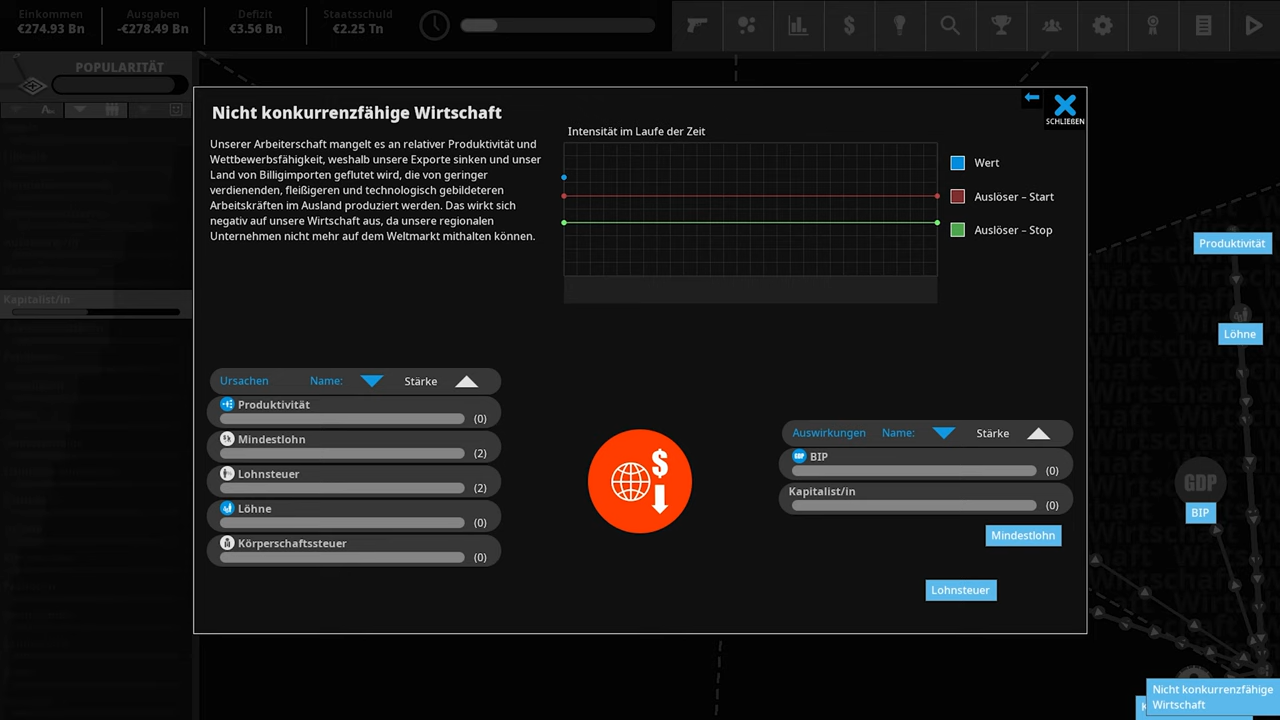 Einkommen
€274.93 Bn
Ausgaben
-€278.49 Bn
Defizit
€3.56 Bn
Staatsschuld
€2.25 Tn
POPULARITÄT
Kapitalist/in
Nicht konkurrenzfähige Wirtschaft
SCHLIEßEN
Unserer Arbeiterschaft mangelt es an relativer Produktivität und
Wettbewerbsfähigkeit, weshalb unsere Exporte sinken und unser
Land von Billigimporten geflutet wird, die von geringer
verdienenden, fleißigeren und technologisch gebildeteren
Arbeitskräften im Ausland produziert werden. Das wirkt sich
negativ auf unsere Wirtschaft aus, da unsere regionalen
Unternehmen nicht mehr auf dem Weltmarkt mithalten können.
Intensität im Laufe der Zeit
Wert
Auslöser – Start
Auslöser – Stop
Ursachen Name: Stärke
Produktivität
(0)
Mindestlohn
(2)
Lohnsteuer
(2)
Löhne
(0)
Körperschaftssteuer
(0)
$
Auswirkungen Name: Stärke
GDP BIP
(0)
Kapitalist/in
(0)
Mindestlohn
Lohnsteuer
Produktivität
Löhne
GDP
BIP
Nicht konkurrenzfähige
Wirtschaft